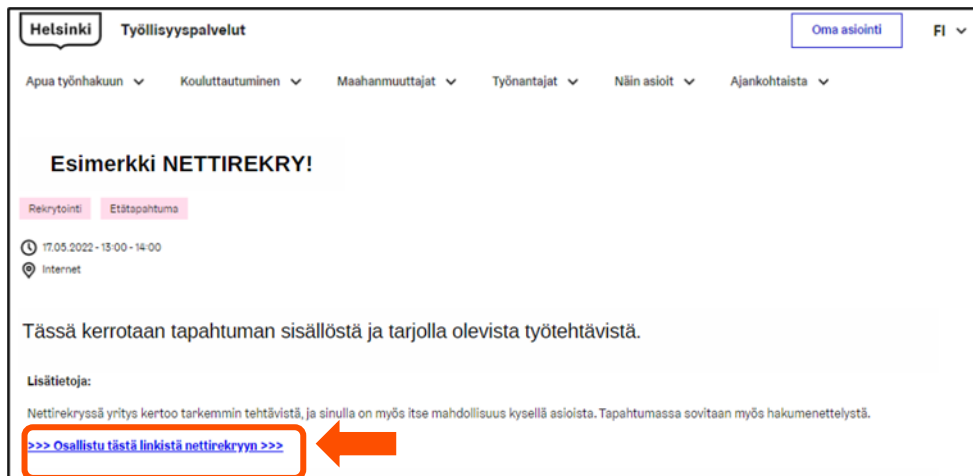 Helsinki Työllisyyspalvelut Oma asiointi FI
Apua työnhakuun Kouluttautuminen Maahanmuuttajat Työnantajat Näin asioit Ajankohtaista
Esimerkki NETTIREKRY!
Rekrytointi Etätapahtuma
17.05.2022 - 13:00 - 14:00
Internet
Tässä kerrotaan tapahtuman sisällöstä ja tarjolla olevista työtehtävistä.
Lisätietoja:
Nettirekryssä yritys kertoo tarkemmin tehtävistä, ja sinulla on myös itse mahdollisuus kysellä asioista. Tapahtumassa sovitaan myös hakumenettelystä.
>>> Osallistu tästä linkistä nettirekryyn >>>